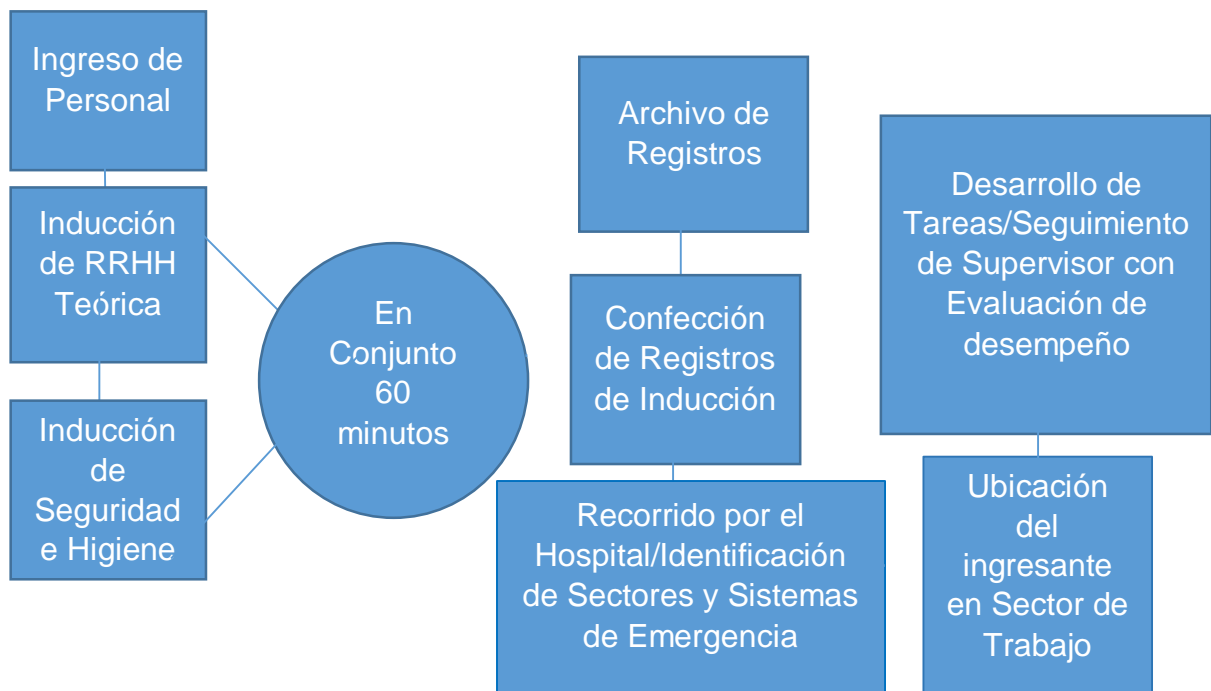 Ingreso de
Personal
Inducción
de RRHH
Teórica
Inducción
de
Seguridad
e Higiene
En
Conjunto
60
minutos
Archivo de
Registros
Confección
de Registros
de Inducción
Recorrido por el
Hospital/Identificación
de Sectores y Sistemas
de Emergencia
Desarrollo de
Tareas/Seguimiento
de Supervisor con
Evaluación de
desempeño
Ubicación
del
ingresante
en Sector de
Trabajo